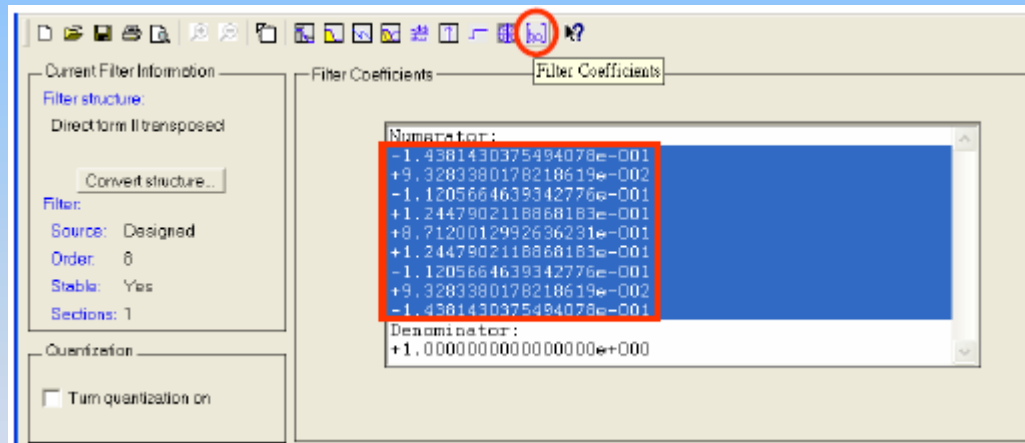 Filter Coefficients
Current Filter Information
Filter structure:
Direct form II transposed
Convert structure...
Filter:
Source: Designed
Order: 8
Stable: Yes
Sections: 1
Quantization
Turn quantization on
Filter Coefficients
Numerator:
-1.4381430375494078e-001
+9.3283380178218619e-002
-1.1205664639342776e-001
+1.2447902118868183e-001
+8.7120012992636231e-001
+1.2447902118868183e-001
-1.1205664639342776e-001
+9.3283380178218619e-002
-1.4381430375494078e-001
Denominator:
+1.0000000000000000e+000